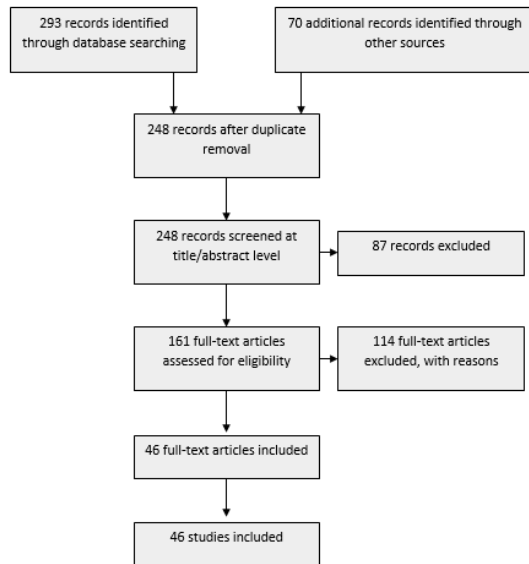 293 records identified
through database searching
70 additional records identified through
other sources
248 records after duplicate
removal
248 records screened at
title/abstract level
87 records excluded
161 full-text articles
assessed for eligibility
114 full-text articles
excluded, with reasons
46 full-text articles included
46 studies included